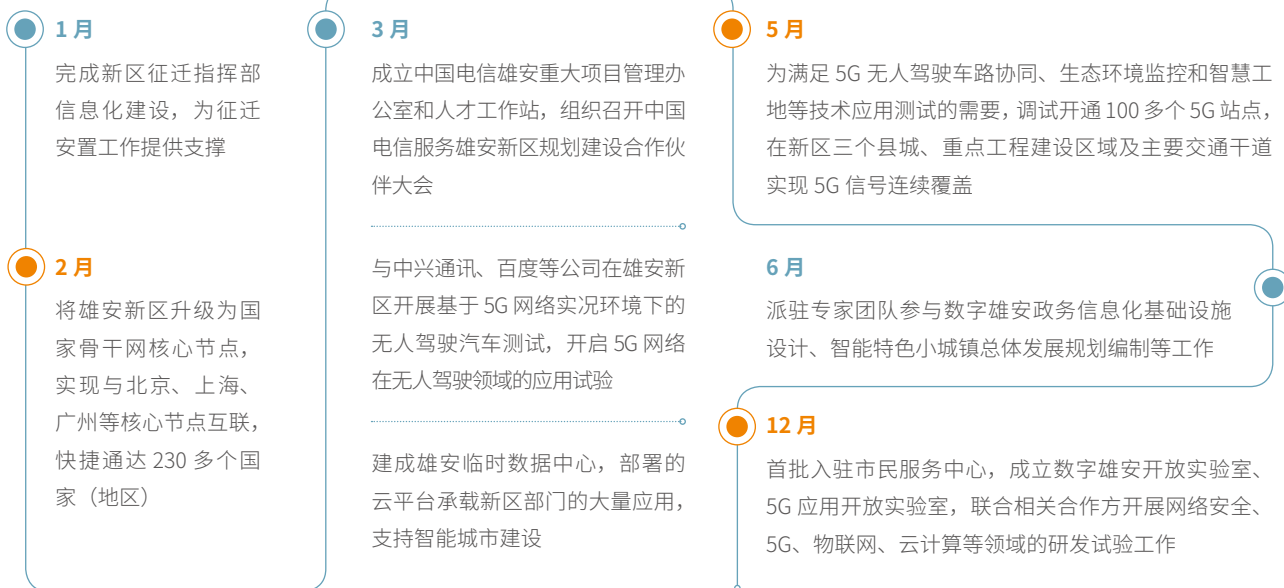 1 月
完成新区征迁指挥部
信息化建设，为征迁
安置工作提供支撑
2 月
将雄安新区升级为国
家骨干网核心节点，
实现与北京、上海、
广州等核心节点互联，
快捷通达 230 多个国
家（地区）
3 月
成立中国电信雄安重大项目管理办
公室和人才工作站，组织召开中国
电信服务雄安新区规划建设合作伙
伴大会
与中兴通讯、百度等公司在雄安新
区开展基于 5G 网络实况环境下的
无人驾驶汽车测试，开启 5G 网络
在无人驾驶领域的应用试验
建成雄安临时数据中心，部署的
云平台承载新区部门的大量应用，
支持智能城市建设
5 月
为满足 5G 无人驾驶车路协同、生态环境监控和智慧工
地等技术应用测试的需要，调试开通 100 多个 5G 站点，
在新区三个县城、重点工程建设区域及主要交通干道
实现 5G 信号连续覆盖
6 月
派驻专家团队参与数字雄安政务信息化基础设施
设计、智能特色小城镇总体发展规划编制等工作
12 月
首批入驻市民服务中心，成立数字雄安开放实验室、
5G 应用开放实验室，联合相关合作方开展网络安全、
5G、物联网、云计算等领域的研发试验工作